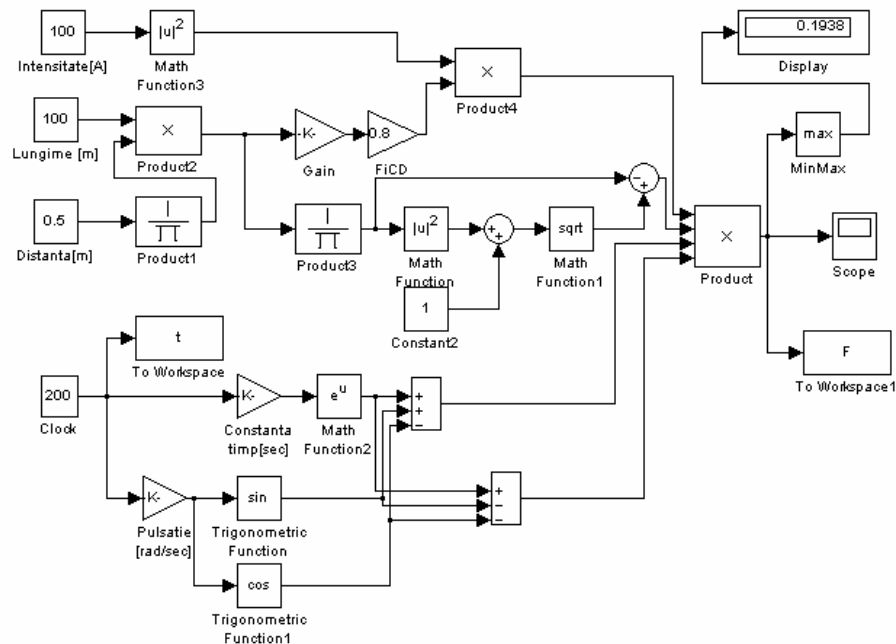 100
|u|²
Intensitate[A]
Math
Function3
×
Product4
0.1938
Display
100
Lungime [m]
×
Product2
-K-
Gain
0.8
FiCD
max
MinMax
0.5
Distanta[m]
1
∏
Product1
1
∏
Product3
|u|²
Math
Function
+
+
sqrt
Math
Function1
−
+
×
Product
Scope
1
Constant2
t
To Workspace
F
To Workspace1
200
Clock
K-
Constanta
timp[sec]
e^u
Math
Function2
+
+
−
K-
Pulsatie
[rad/sec]
sin
Trigonometric
Function
+
−
−
cos
Trigonometric
Function1